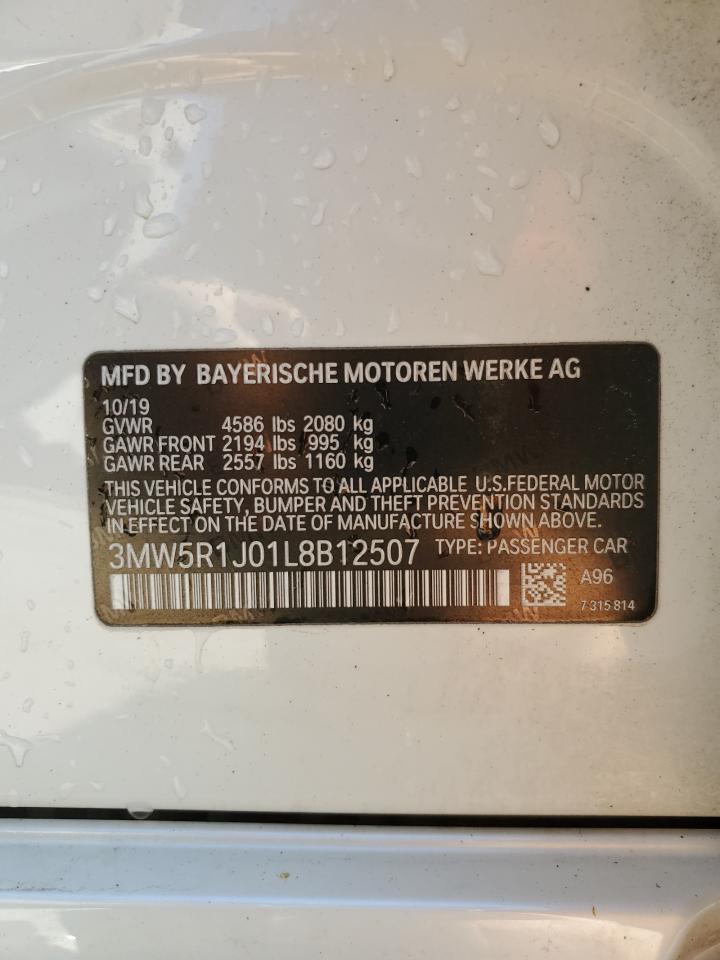 MFD BY BAYERISCHE MOTOREN WERKE AG
10/19
GVWR 4586 lbs 2080 kg
GAWR FRONT 2194 lbs 995 kg
GAWR REAR 2557 lbs 1160 kg
THIS VEHICLE CONFORMS TO ALL APPLICABLE U.S.FEDERAL MOTOR
VEHICLE SAFETY, BUMPER AND THEFT PREVENTION STANDARDS
IN EFFECT ON THE DATE OF MANUFACTURE SHOWN ABOVE.
3MW5R1J01L8B12507 TYPE: PASSENGER CAR
A96
7 315 814